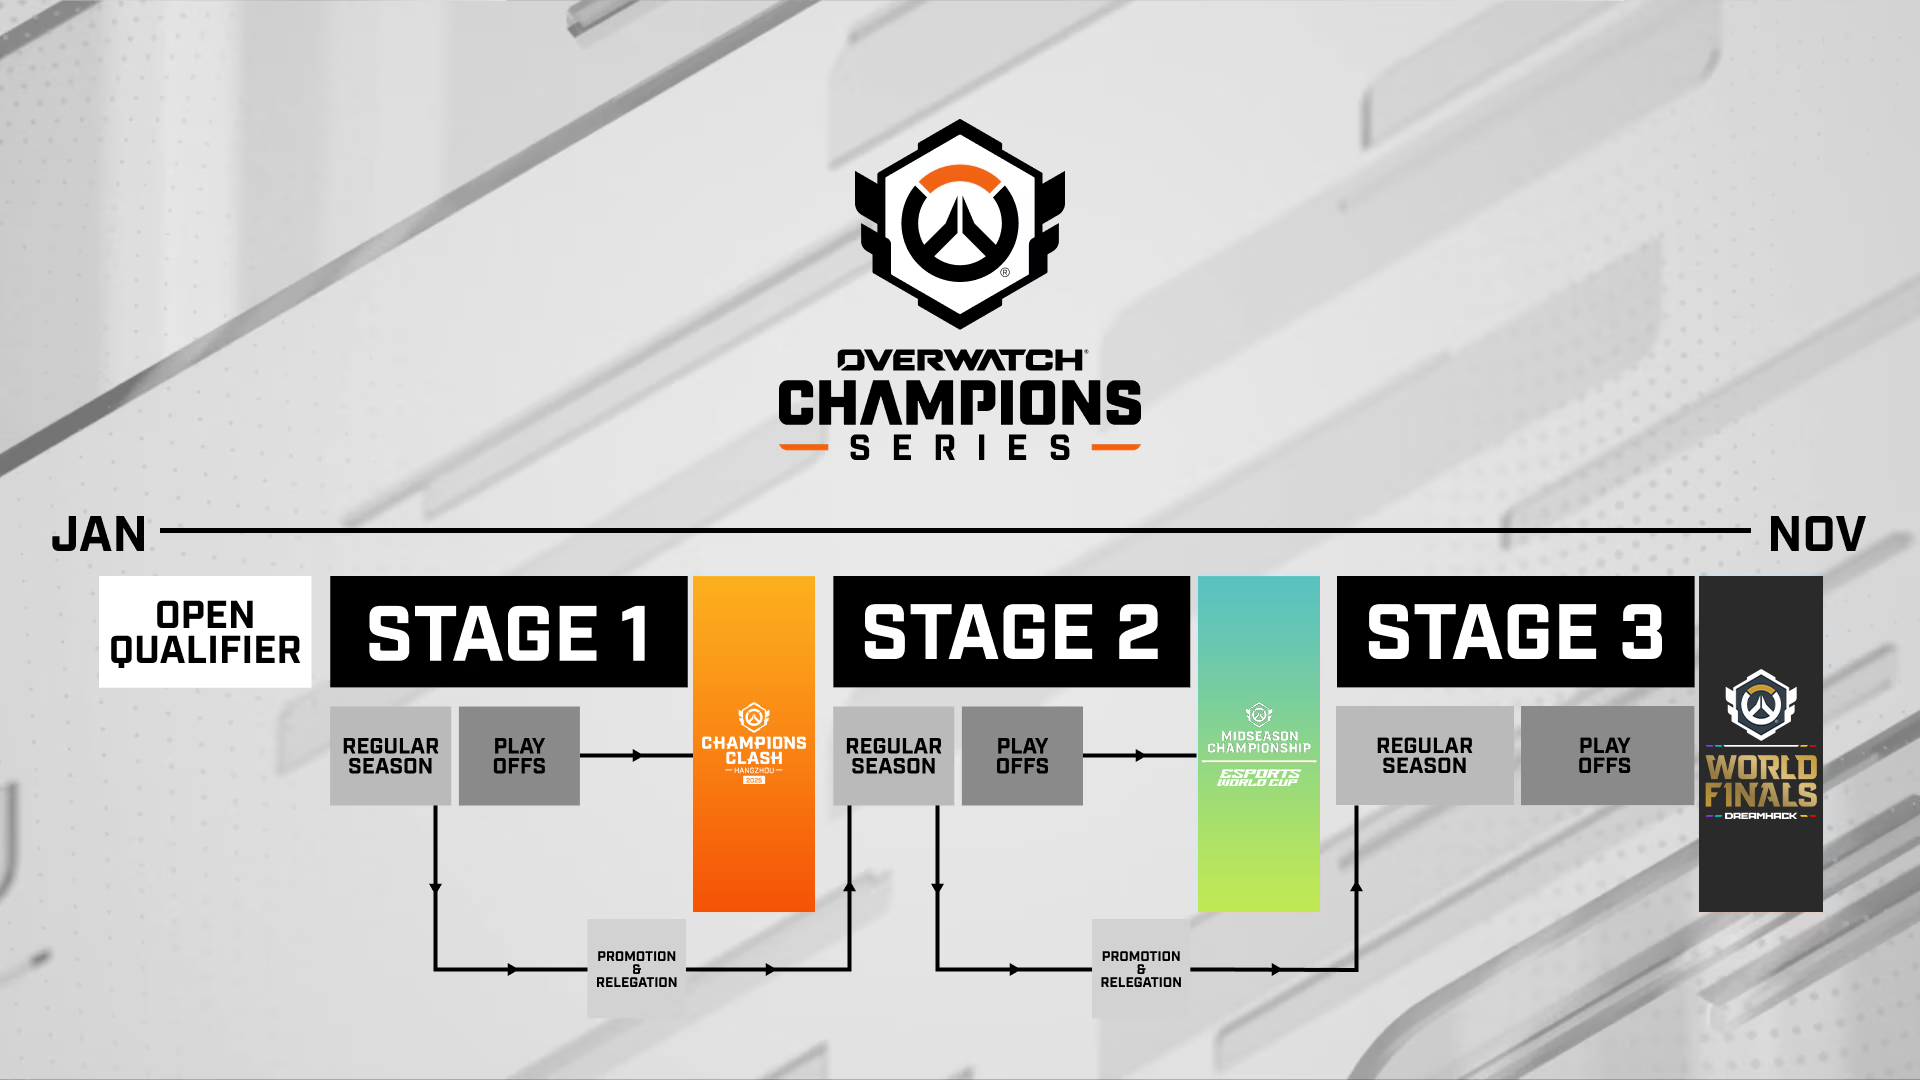 ®
OVERWATCH®
CHAMPIONS
SERIES
JAN
NOV
OPEN
QUALIFIER
STAGE 1
REGULAR
SEASON
PLAY
OFFS
CHAMPIONS
CLASH
HANGZHOU
2025
PROMOTION
&
RELEGATION
STAGE 2
REGULAR
SEASON
PLAY
OFFS
MIDSEASON
CHAMPIONSHIP
ESPORTS
WORLD CUP
PROMOTION
&
RELEGATION
STAGE 3
REGULAR
SEASON
PLAY
OFFS
WORLD
FINALS
DREAMHACK